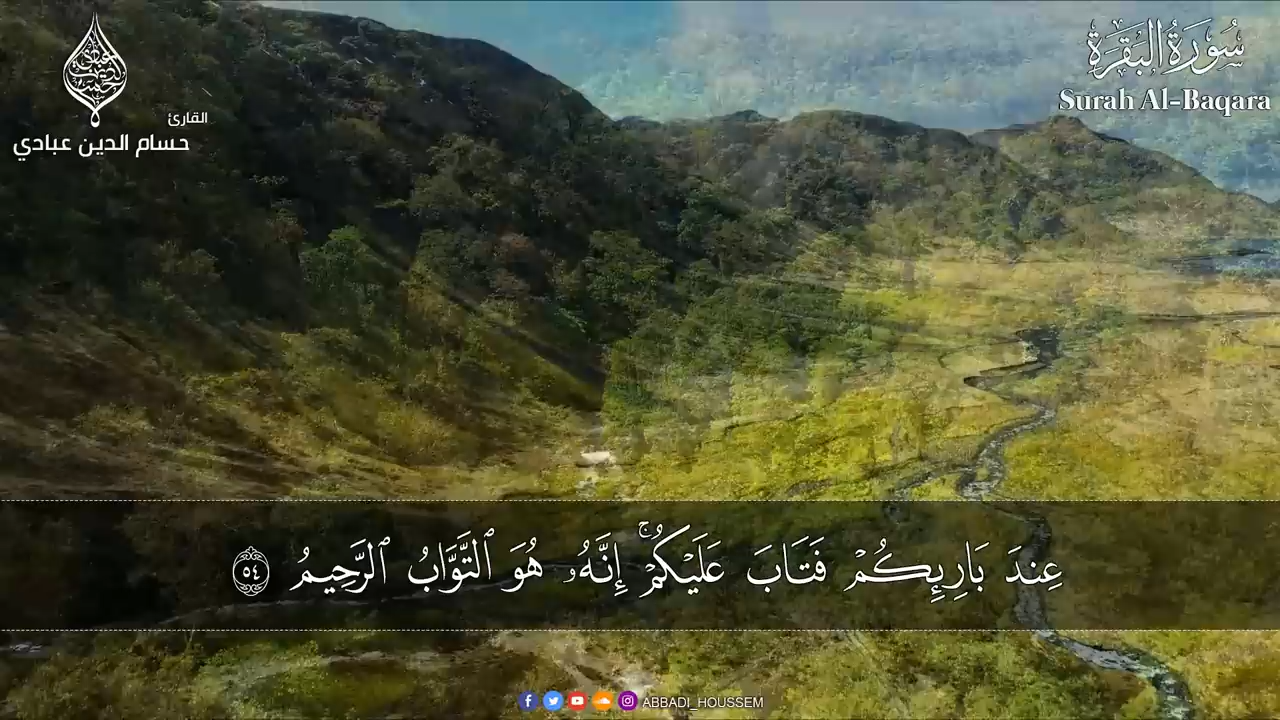 القارئ
حسام الدين عبادي
سُورَةُ البَقَرَة
Surah Al-Baqara
عِندَ بَارِئِكُمْ فَتَابَ عَلَيْكُمْ ۚ إِنَّهُۥ هُوَ ٱلتَّوَّابُ ٱلرَّحِيمُ ٥٤
ABBADI_HOUSSEM